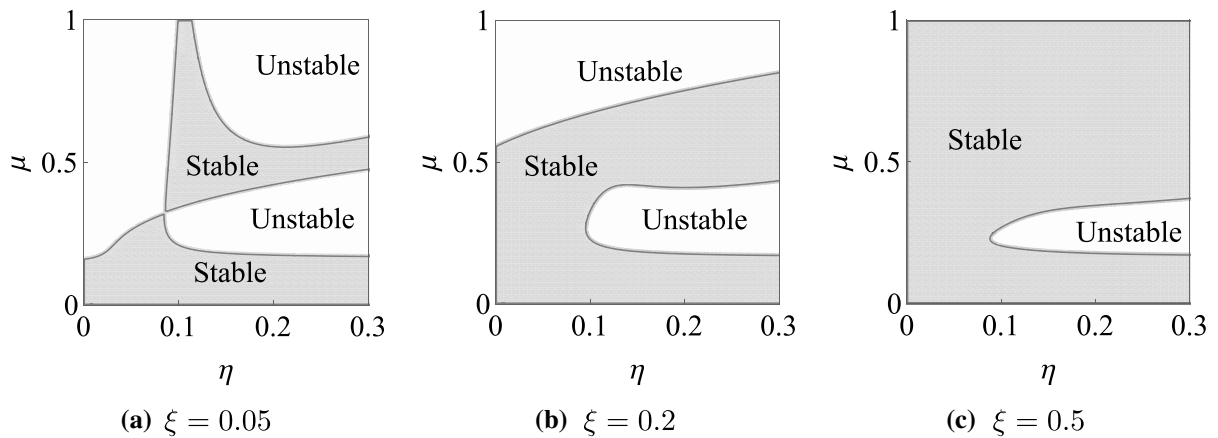 1
Unstable
μ
0.5
Stable
Unstable
Stable
0
0
0.1
0.2
0.3
η
(a) ξ = 0.05
1
Unstable
μ
0.5
Stable
Unstable
0
0
0.1
0.2
0.3
η
(b) ξ = 0.2
1
μ
0.5
Stable
Unstable
0
0
0.1
0.2
0.3
η
(c) ξ = 0.5